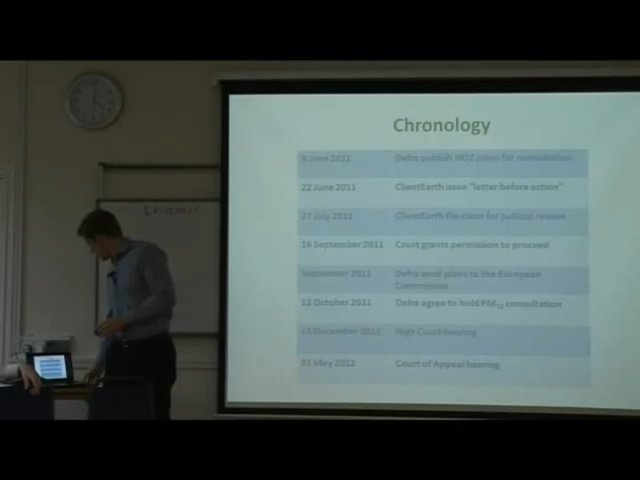 Chronology
9 June 2011 Defra publish NO2 plans for consultation
22 June 2011 ClientEarth issue "letter before action"
27 July 2011 ClientEarth file claim for judicial review
16 September 2011 Court grants permission to proceed
September 2011 Defra send plans to the European
Commission
12 October 2011 Defra agree to hold PM10 consultation
13 December 2012 High Court hearing
31 May 2012 Court of Appeal hearing